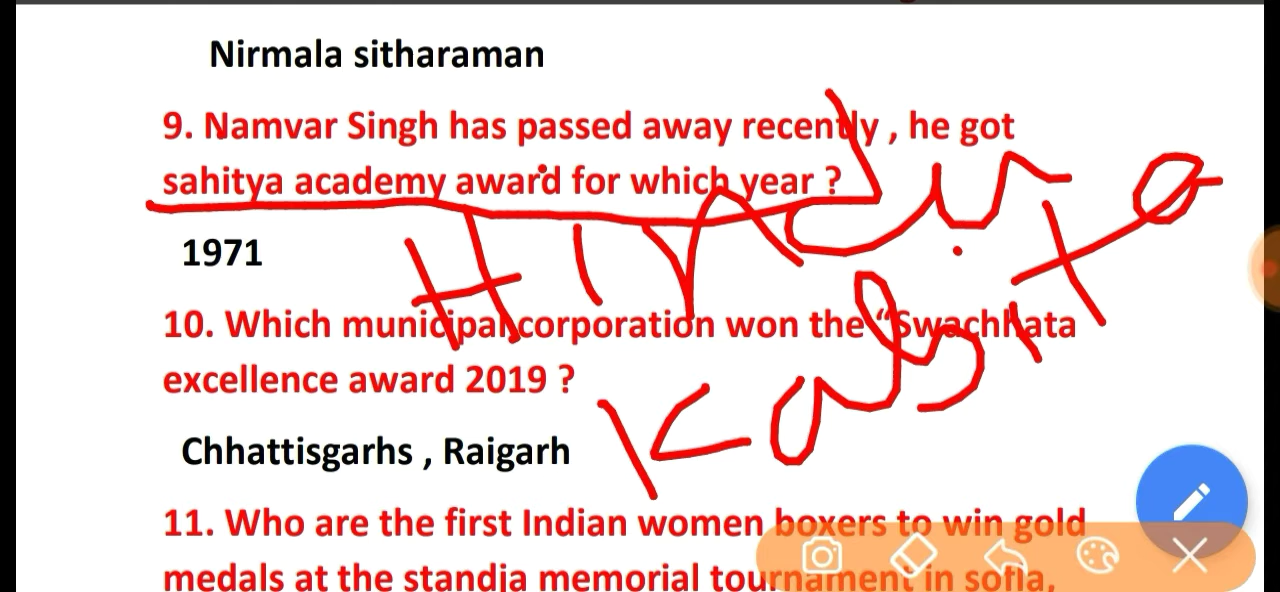 Nirmala sitharaman
9. Namvar Singh has passed away recently , he got
sahitya academy award for which year ?
1971
Hindi
Kabita
10. Which municipal corporation won the “Swachhata
excellence award 2019 ?
Chhattisgarhs , Raigarh
11. Who are the first Indian women boxers to win gold
medals at the standja memorial tournament in sofia,